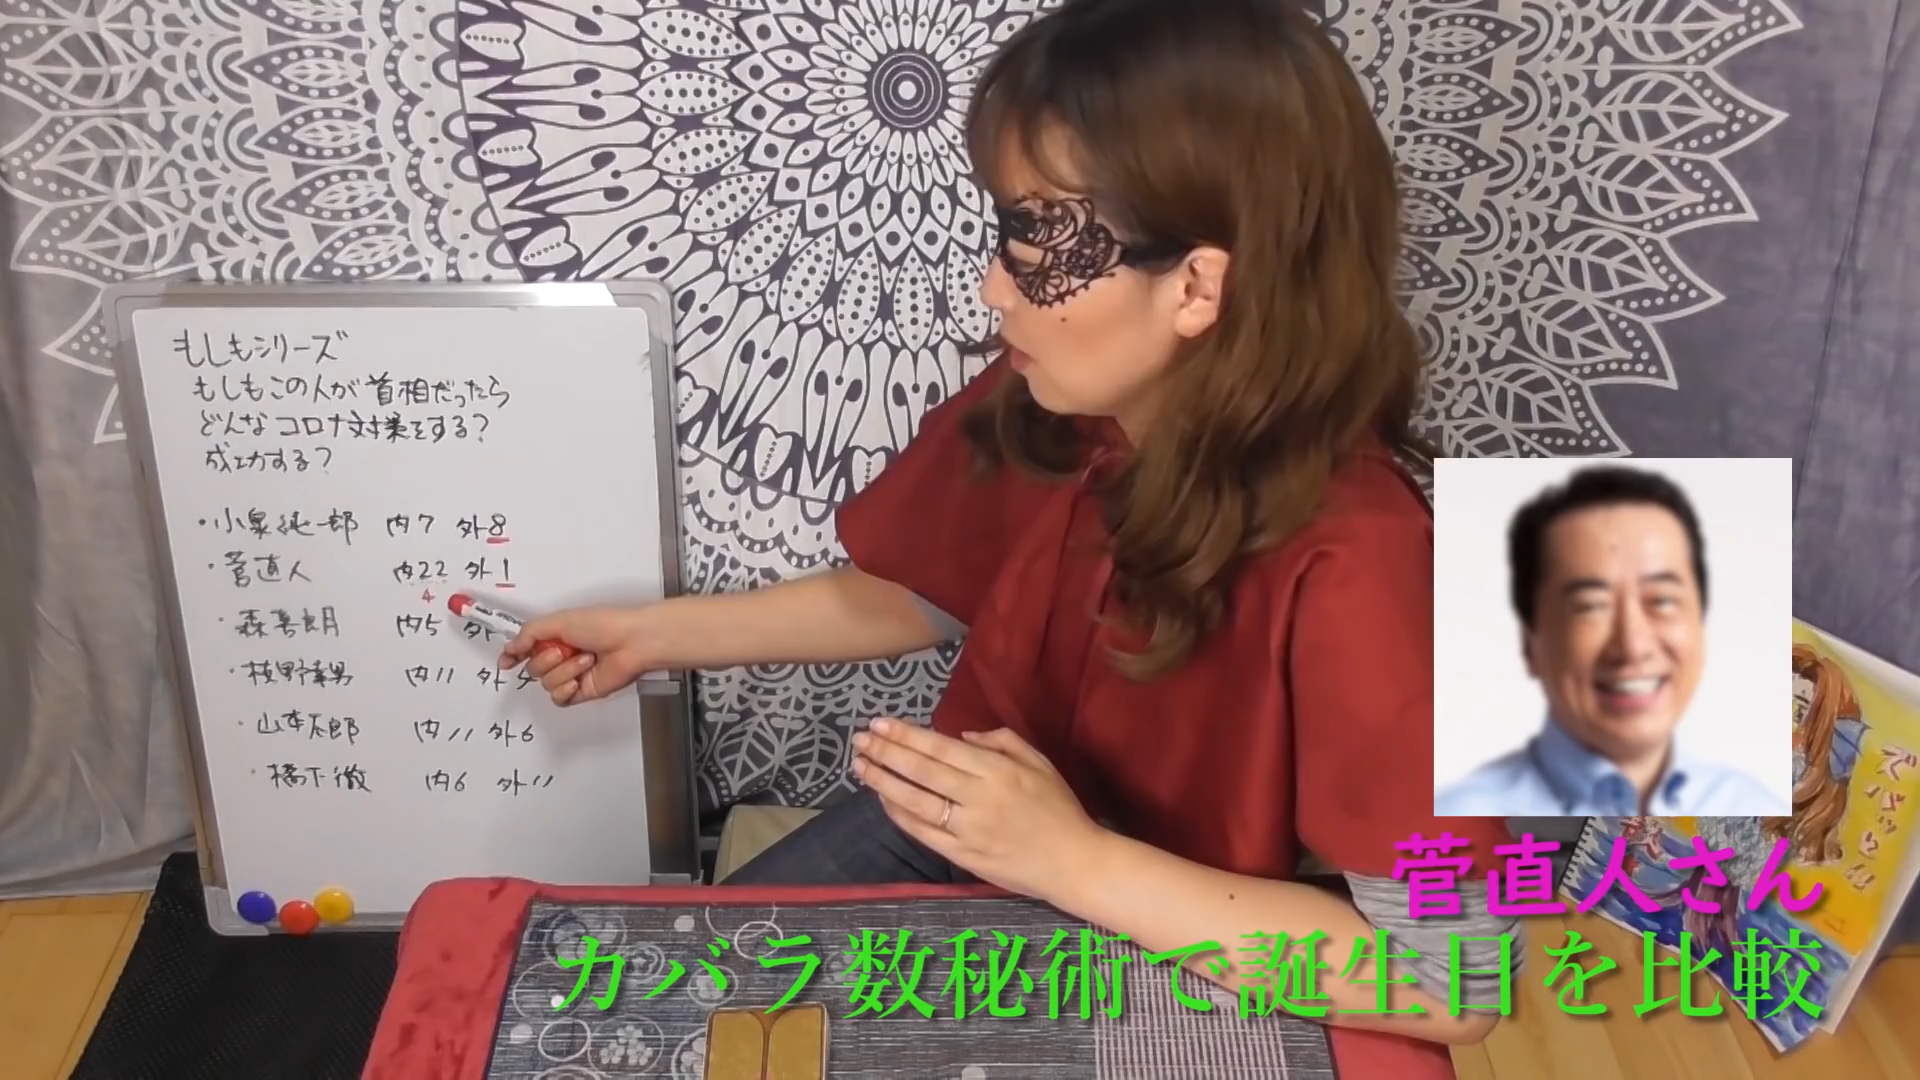 もしもシリーズ
もしもこの人が首相だったら
どんなコロナ対策をする?
成功する?
・小泉純一郎 内7 外8
・菅直人 内22 外1
4
・森喜朗 内5 外
・枝野幸男 内11 外5
・山本太郎 内11 外6
・橋下徹 内6 外11
菅直人さん
カバラ数秘術で誕生日を比較